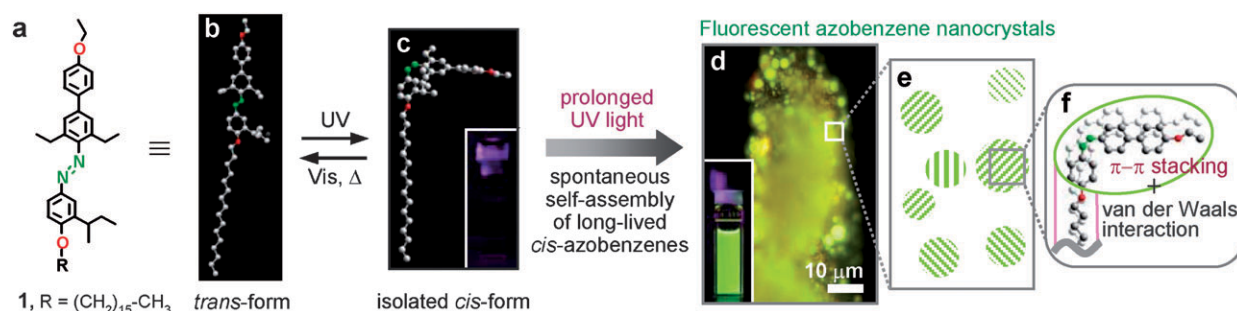 a
O
N
N
O
R
1, R = (CH₂)₁₅-CH₃
≡
b
trans-form
UV
Vis, Δ
c
isolated cis-form
prolonged
UV light
spontaneous
self-assembly
of long-lived
cis-azobenzenes
Fluorescent azobenzene nanocrystals
d
10 μm
e
f
π–π stacking
+
van der Waals
interaction